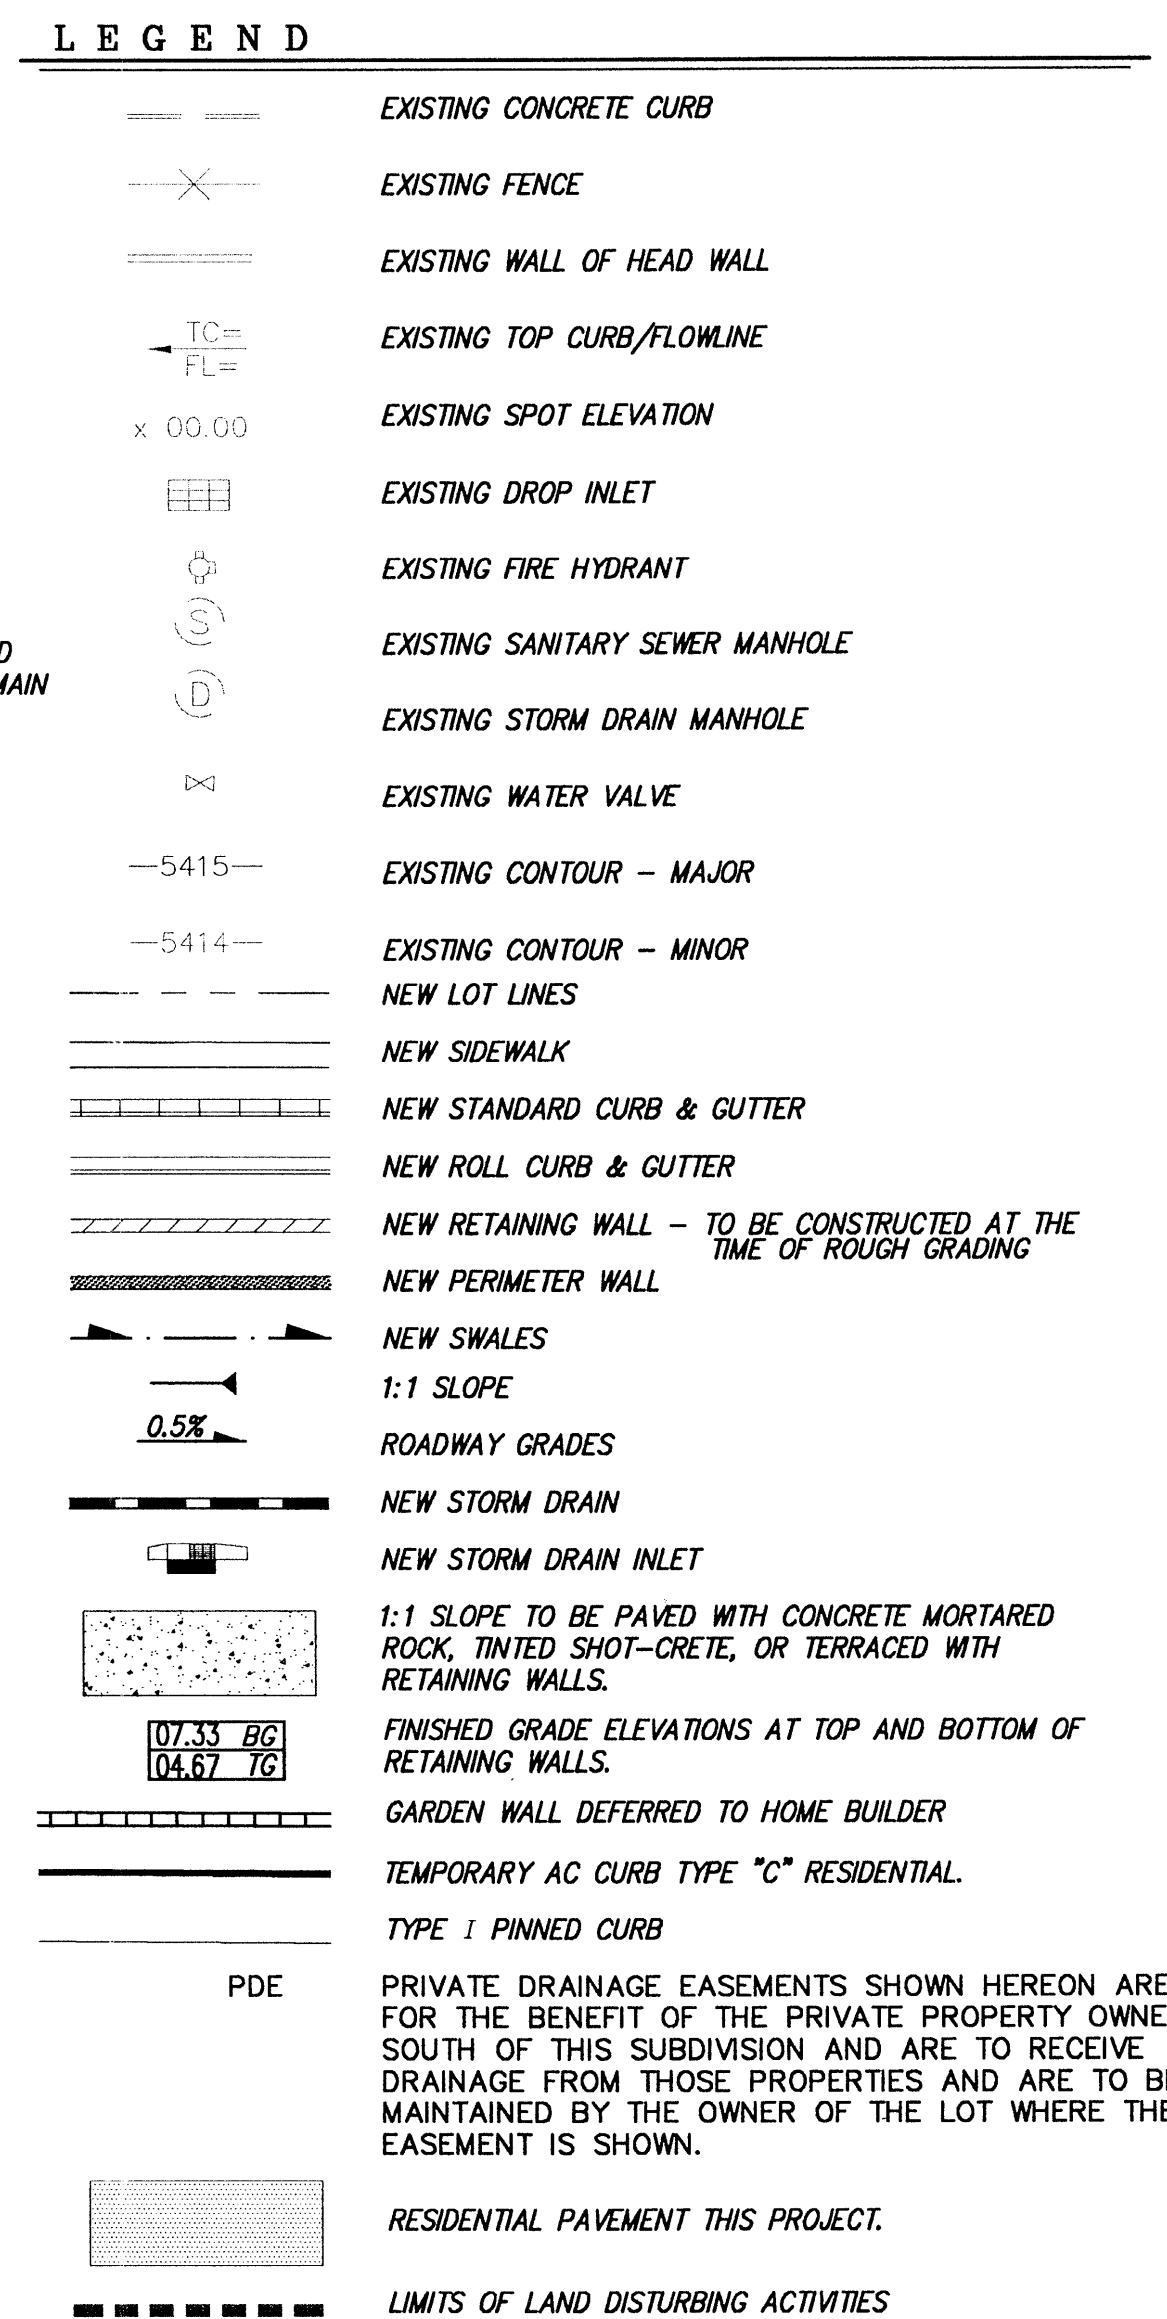 LEGEND
EXISTING CONCRETE CURB
EXISTING FENCE
EXISTING WALL OF HEAD WALL
TC=
FL=
EXISTING TOP CURB/FLOWLINE
x 00.00
EXISTING SPOT ELEVATION
EXISTING DROP INLET
EXISTING FIRE HYDRANT
S
EXISTING SANITARY SEWER MANHOLE
D
MAIN
D
EXISTING STORM DRAIN MANHOLE
EXISTING WATER VALVE
—5415—
EXISTING CONTOUR – MAJOR
—5414—
EXISTING CONTOUR – MINOR
NEW LOT LINES
NEW SIDEWALK
NEW STANDARD CURB & GUTTER
NEW ROLL CURB & GUTTER
NEW RETAINING WALL – TO BE CONSTRUCTED AT THE
TIME OF ROUGH GRADING
NEW PERIMETER WALL
NEW SWALES
1:1 SLOPE
0.5%
ROADWAY GRADES
NEW STORM DRAIN
NEW STORM DRAIN INLET
1:1 SLOPE TO BE PAVED WITH CONCRETE MORTARED
ROCK, TINTED SHOT-CRETE, OR TERRACED WITH
RETAINING WALLS.
07.33 BG
04.67 TG
FINISHED GRADE ELEVATIONS AT TOP AND BOTTOM OF
RETAINING WALLS.
GARDEN WALL DEFERRED TO HOME BUILDER
TEMPORARY AC CURB TYPE "C" RESIDENTIAL.
TYPE I PINNED CURB
PDE
PRIVATE DRAINAGE EASEMENTS SHOWN HEREON ARE
FOR THE BENEFIT OF THE PRIVATE PROPERTY OWNE
SOUTH OF THIS SUBDIVISION AND ARE TO RECEIVE
DRAINAGE FROM THOSE PROPERTIES AND ARE TO BE
MAINTAINED BY THE OWNER OF THE LOT WHERE THE
EASEMENT IS SHOWN.
RESIDENTIAL PAVEMENT THIS PROJECT.
LIMITS OF LAND DISTURBING ACTIVITIES